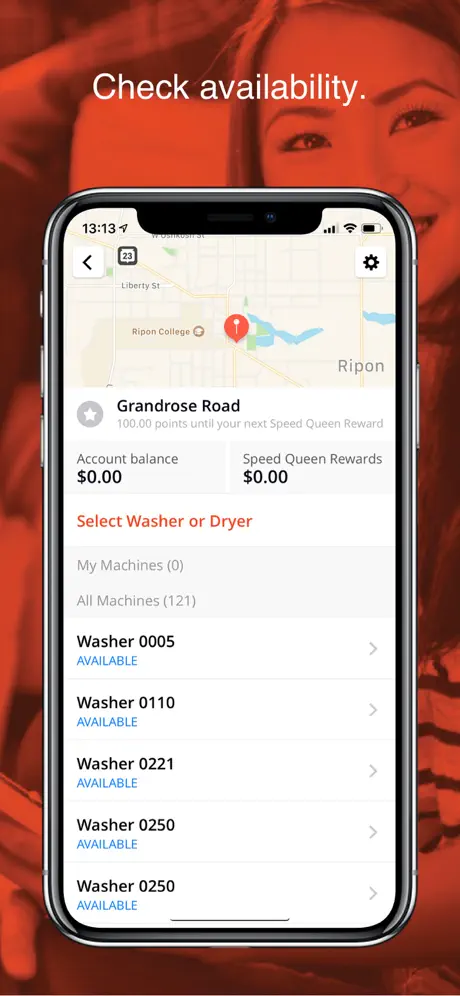 Check availability.
13:13
W Oshkosh St
23
Liberty St
Ripon College
Ripon
Grandrose Road
100.00 points until your next Speed Queen Reward
Account balance
$0.00
Speed Queen Rewards
$0.00
Select Washer or Dryer
My Machines (0)
All Machines (121)
Washer 0005
AVAILABLE
Washer 0110
AVAILABLE
Washer 0221
AVAILABLE
Washer 0250
AVAILABLE
Washer 0250
AVAILABLE